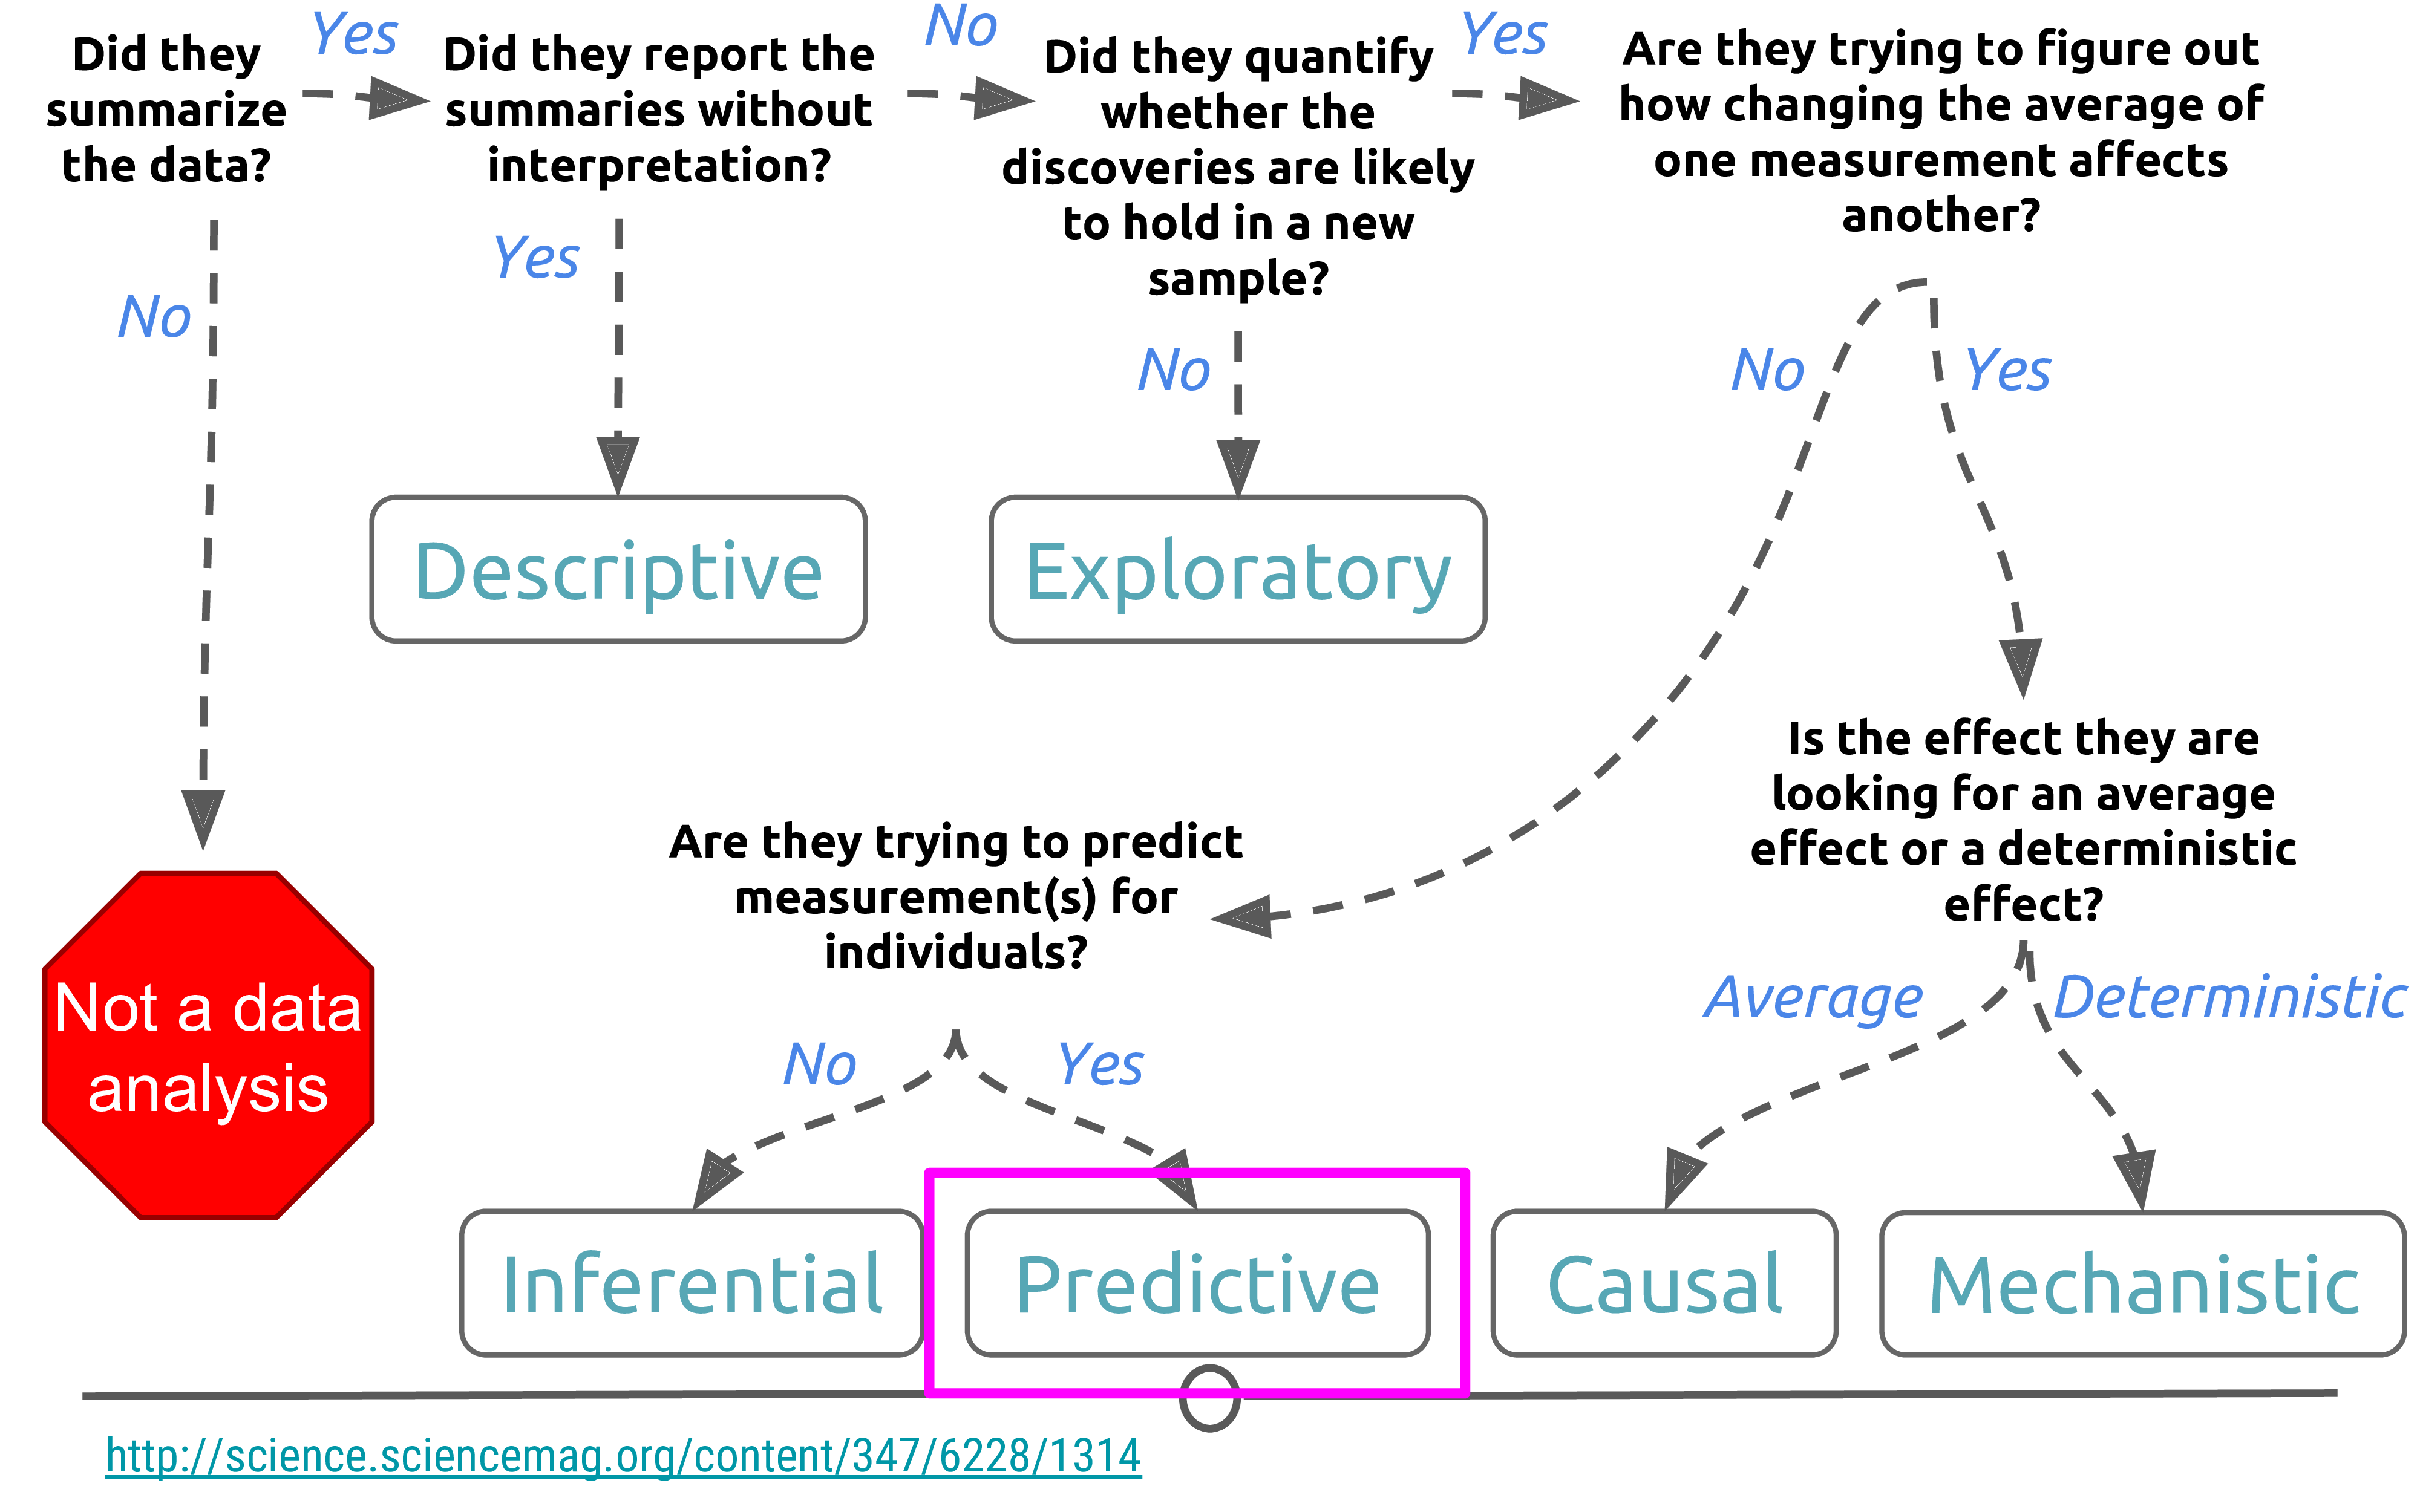 Did they
summarize
the data?
Yes
No
Did they report the
summaries without
interpretation?
No
Yes
Did they quantify
whether the
discoveries are likely
to hold in a new
sample?
Yes
No
Are they trying to figure out
how changing the average of
one measurement affects
another?
No
Yes
Descriptive
Exploratory
Is the effect they are
looking for an average
effect or a deterministic
effect?
Average
Deterministic
Are they trying to predict
measurement(s) for
individuals?
No
Yes
Not a data
analysis
Inferential
Predictive
Causal
Mechanistic
http://science.sciencemag.org/content/347/6228/1314